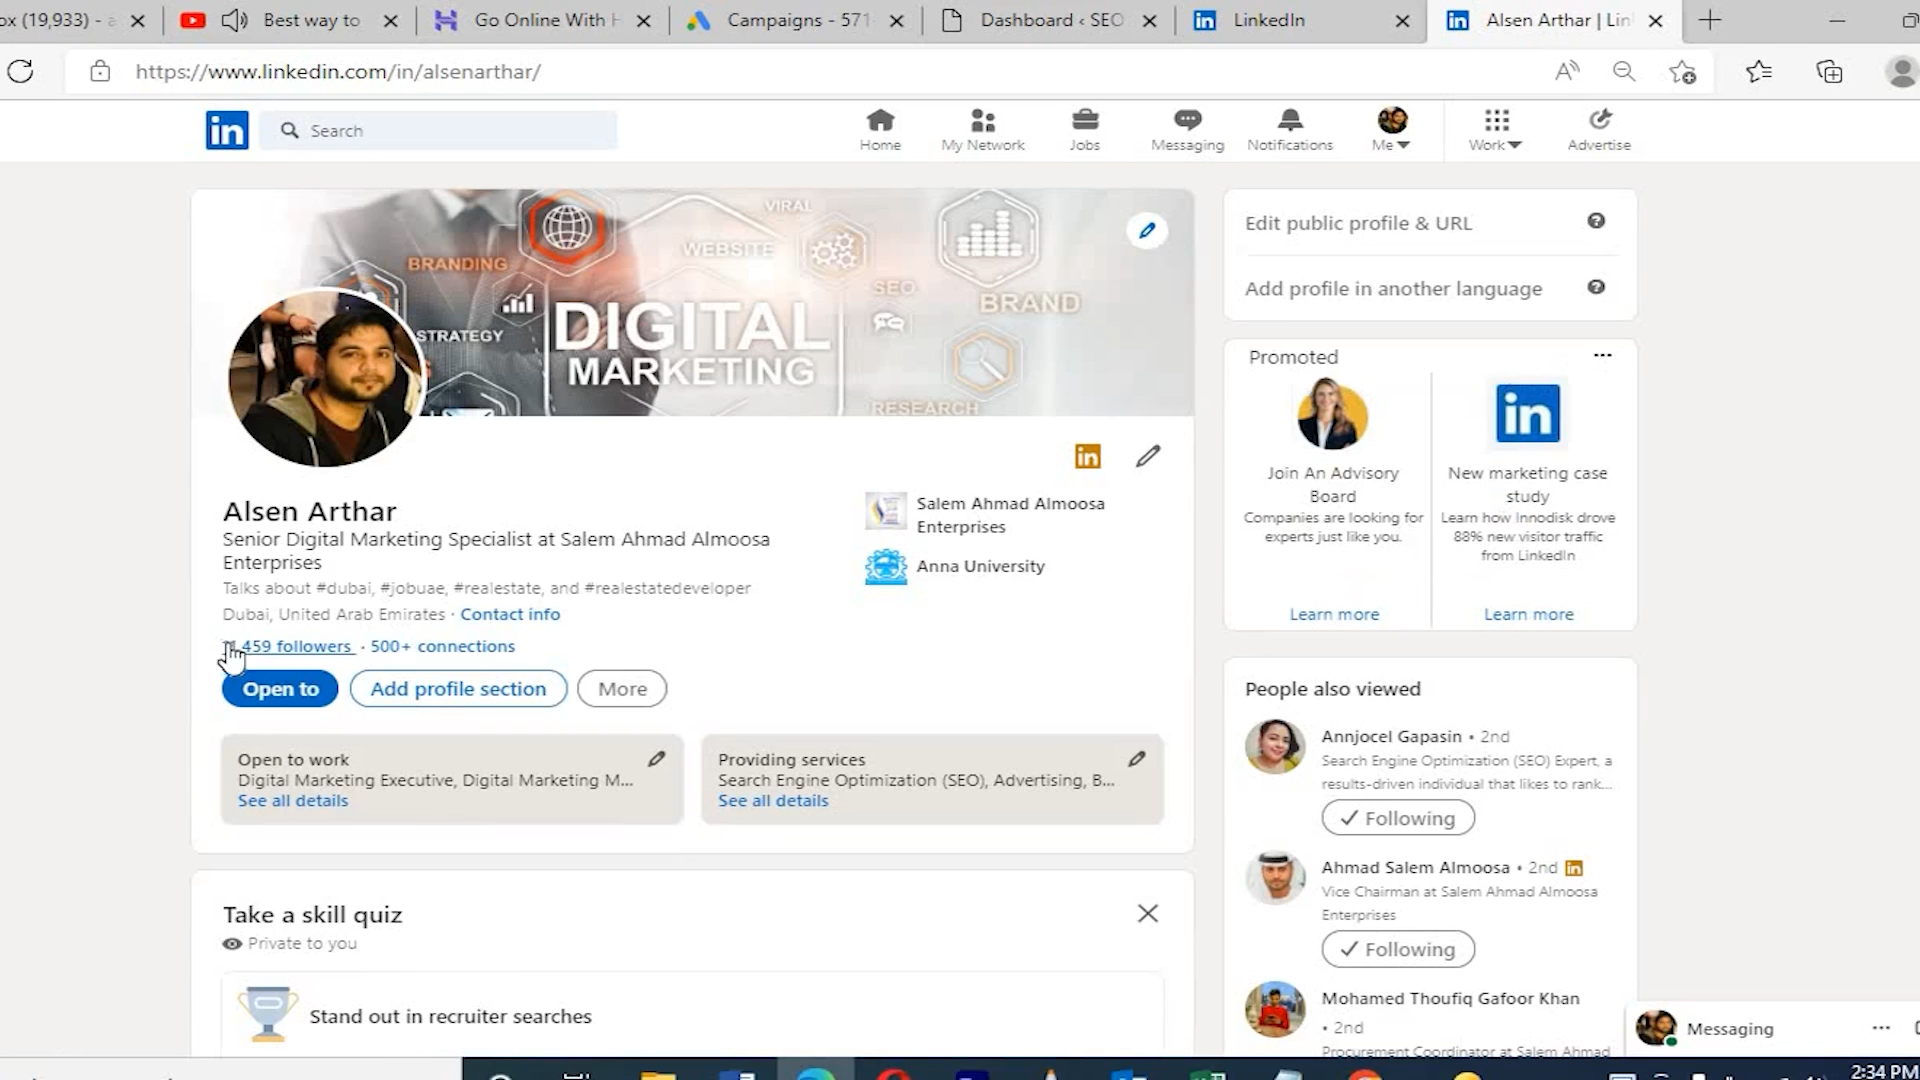 ox (19,933) - a
Best way to
Go Online With H
Campaigns - 571
Dashboard ‹ SEO
LinkedIn
Alsen Arthar | Lin
https://www.linkedin.com/in/alsenarthar/
in
Search
Home
My Network
Jobs
Messaging
Notifications
Me
Work
Advertise
VIRAL
WEBSITE
BRANDING
SEO
BRAND
STRATEGY
DIGITAL
MARKETING
RESEARCH
Edit public profile & URL
Add profile in another language
Promoted
in
Join An Advisory
Board
Companies are looking for
experts just like you.
Learn more
New marketing case
study
Learn how Innodisk drove
88% new visitor traffic
from LinkedIn
Learn more
in
Alsen Arthar
Senior Digital Marketing Specialist at Salem Ahmad Almoosa
Enterprises
Talks about #dubai, #jobuae, #realestate, and #realestatedeveloper
Dubai, United Arab Emirates · Contact info
459 followers · 500+ connections
Salem Ahmad Almoosa
Enterprises
Anna University
Open to
Add profile section
More
Open to work
Digital Marketing Executive, Digital Marketing M...
See all details
Providing services
Search Engine Optimization (SEO), Advertising, B...
See all details
Take a skill quiz
Private to you
Stand out in recruiter searches
People also viewed
Annjocel Gapasin • 2nd
Search Engine Optimization (SEO) Expert, a
results-driven individual that likes to rank...
Following
Ahmad Salem Almoosa • 2nd in
Vice Chairman at Salem Ahmad Almoosa
Enterprises
Following
Mohamed Thoufiq Gafoor Khan
• 2nd
Procurement Coordinator at Salem Ahmad
Messaging
2:34 PM